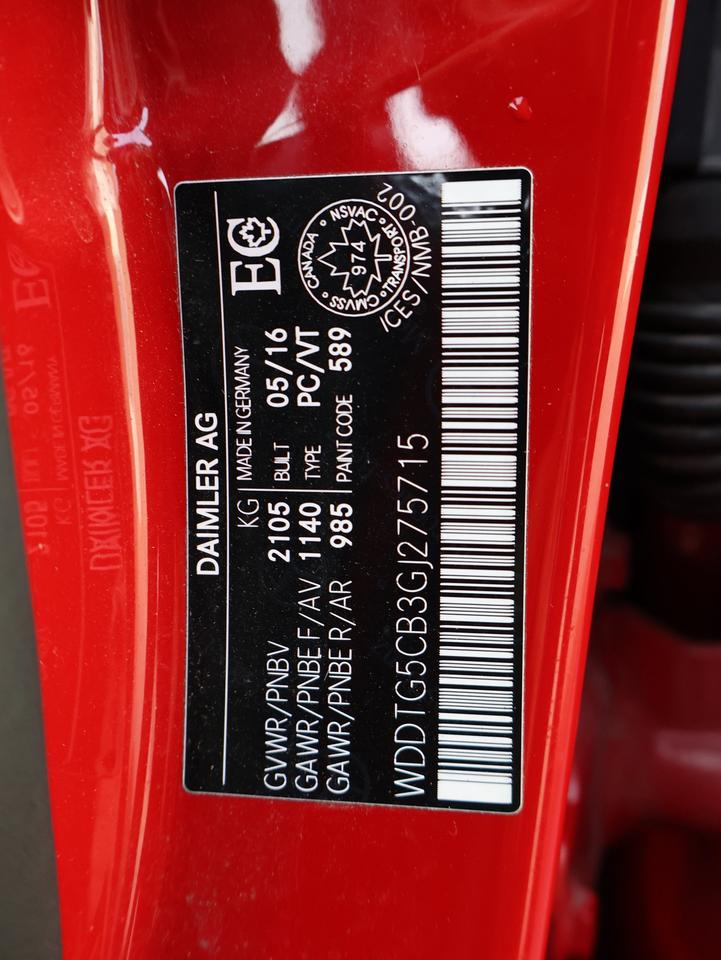 DAIMLER AG
KG MADE IN GERMANY
GVWR/PNBV 2105 BUILT 05/16
GAWR/PNBE F/AV 1140 TYPE PC/VT
GAWR/PNBE R/AR 985 PAINT CODE 589
EC
CANADA NSVAC TRANSPORT CMVSS
974
ICES/NMB-002
WDDTG5CB3GJ275715